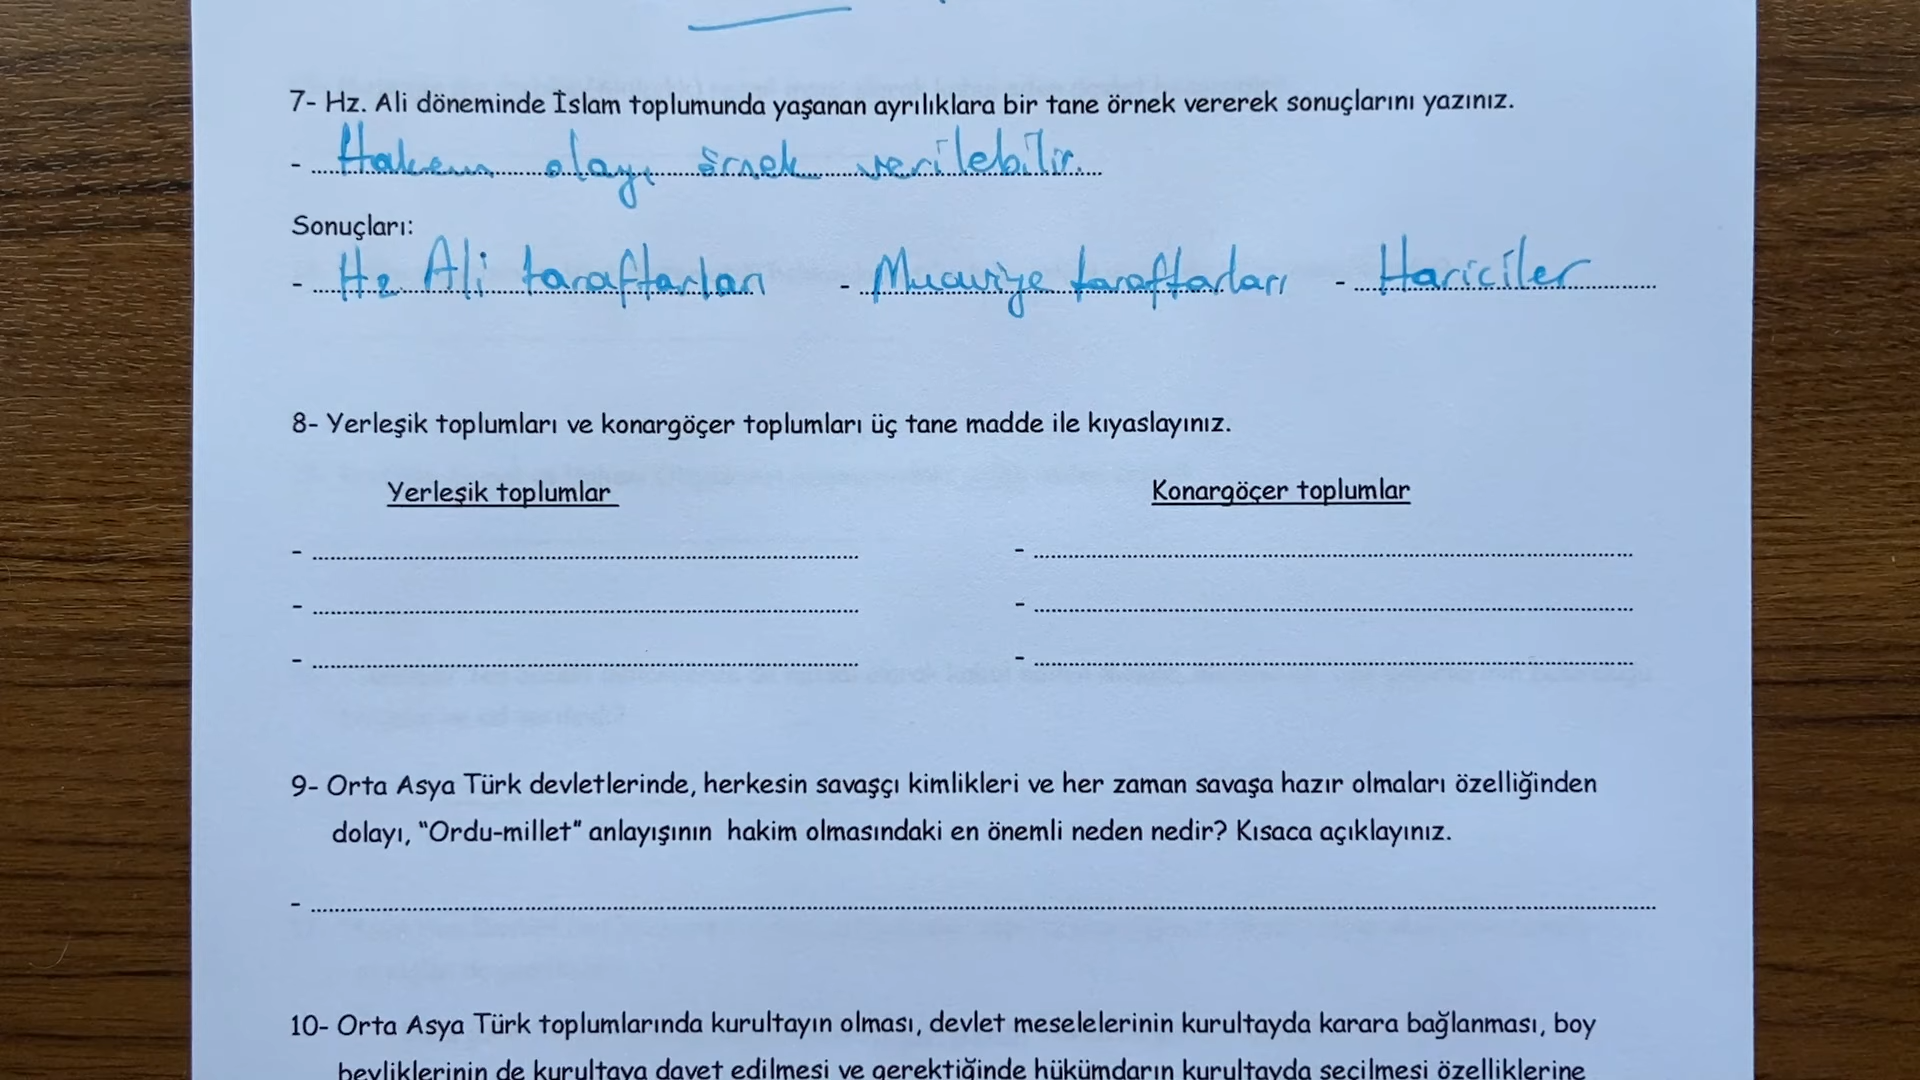 7- Hz. Ali döneminde İslam toplumunda yaşanan ayrılıklara bir tane örnek vererek sonuçlarını yazınız.
- Hakem olayı örnek verilebilir.
Sonuçları:
- Hz. Ali taraftarları - Muaviye taraftarları - Hariciler
8- Yerleşik toplumları ve konargöçer toplumları üç tane madde ile kıyaslayınız.
Yerleşik toplumlar Konargöçer toplumlar
- -
- -
- -
9- Orta Asya Türk devletlerinde, herkesin savaşçı kimlikleri ve her zaman savaşa hazır olmaları özelliğinden
dolayı, "Ordu-millet" anlayışının hakim olmasındaki en önemli neden nedir? Kısaca açıklayınız.
-
10- Orta Asya Türk toplumlarında kurultayın olması, devlet meselelerinin kurultayda karara bağlanması, boy
beyliklerinin de kurultaya davet edilmesi ve gerektiğinde hükümdarın kurultayda seçilmesi özelliklerine